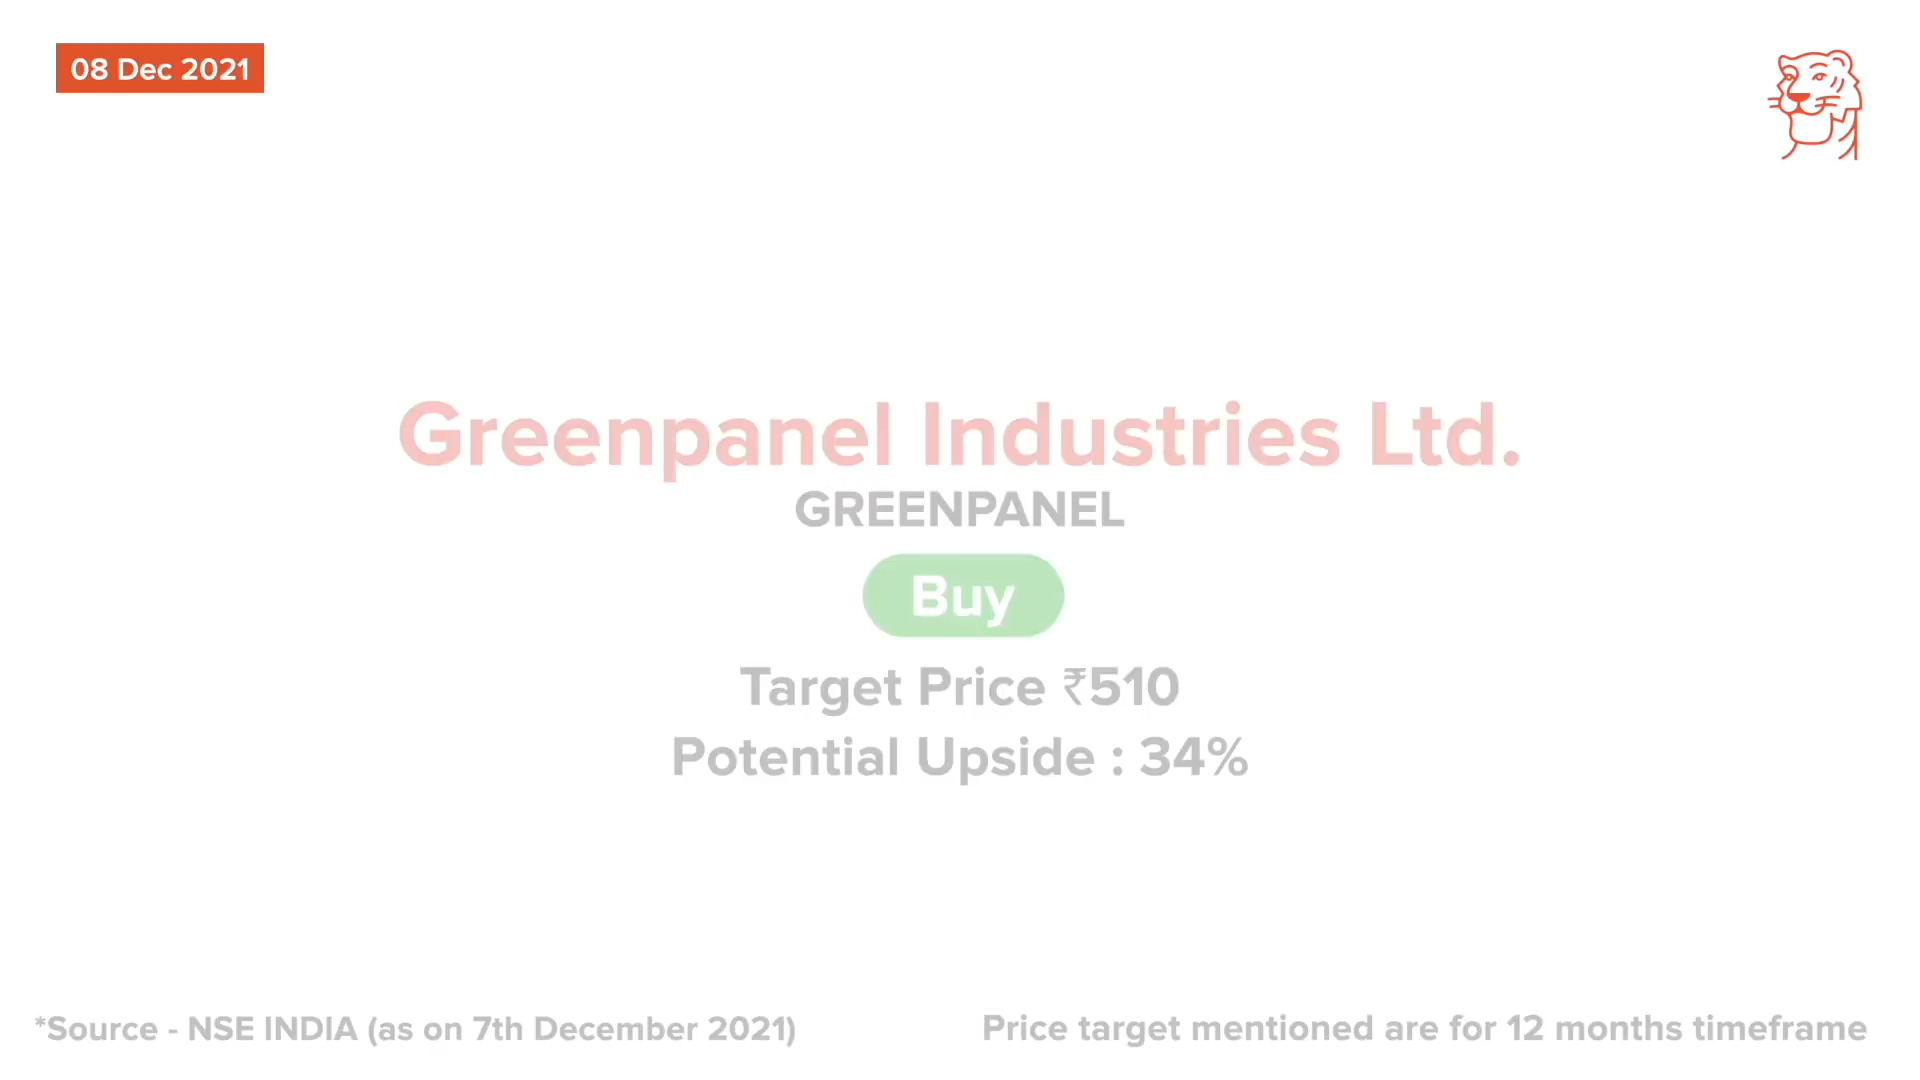 08 Dec 2021
Greenpanel Industries Ltd.
GREENPANEL
Buy
Target Price ₹510
Potential Upside : 34%
*Source - NSE INDIA (as on 7th December 2021)
Price target mentioned are for 12 months timeframe